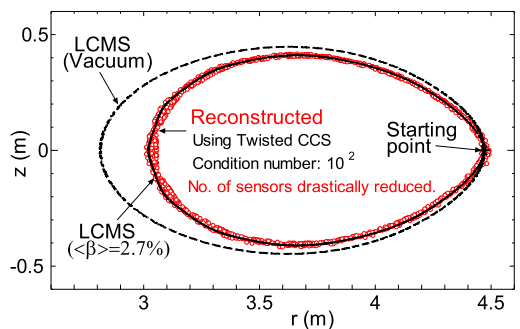 0.5
0
-0.5
z (m)
LCMS
(Vacuum)
Reconstructed
Using Twisted CCS
Condition number: 10 2
No. of sensors drastically reduced.
Starting
point
LCMS
(<β>=2.7%)
3
3.5
4
4.5
r (m)